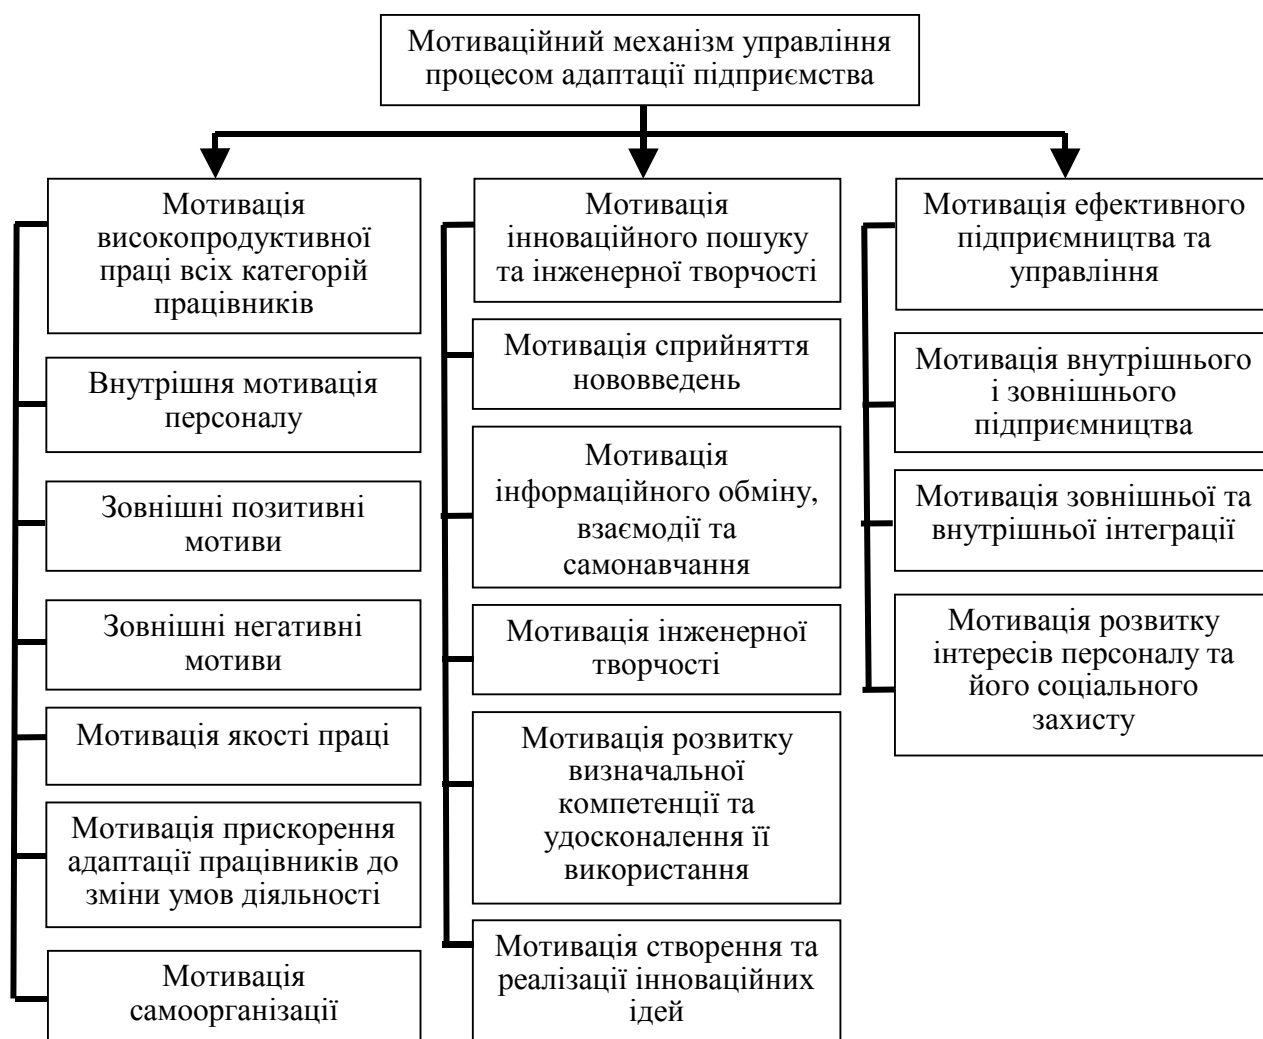 Мотиваційний механізм управління
процесом адаптації підприємства
Мотивація
високопродуктивної
праці всіх категорій
працівників
Внутрішня мотивація
персоналу
Зовнішні позитивні
мотиви
Зовнішні негативні
мотиви
Мотивація якості праці
Мотивація прискорення
адаптації працівників до
зміни умов діяльності
Мотивація
самоорганізації
Мотивація
інноваційного пошуку
та інженерної творчості
Мотивація сприйняття
нововведень
Мотивація
інформаційного обміну,
взаємодії та
самонавчання
Мотивація інженерної
творчості
Мотивація розвитку
визначальної
компетенції та
удосконалення її
використання
Мотивація створення та
реалізації інноваційних
ідей
Мотивація ефективного
підприємництва та
управління
Мотивація внутрішнього
і зовнішнього
підприємництва
Мотивація зовнішньої та
внутрішньої інтеграції
Мотивація розвитку
інтересів персоналу та
його соціального
захисту